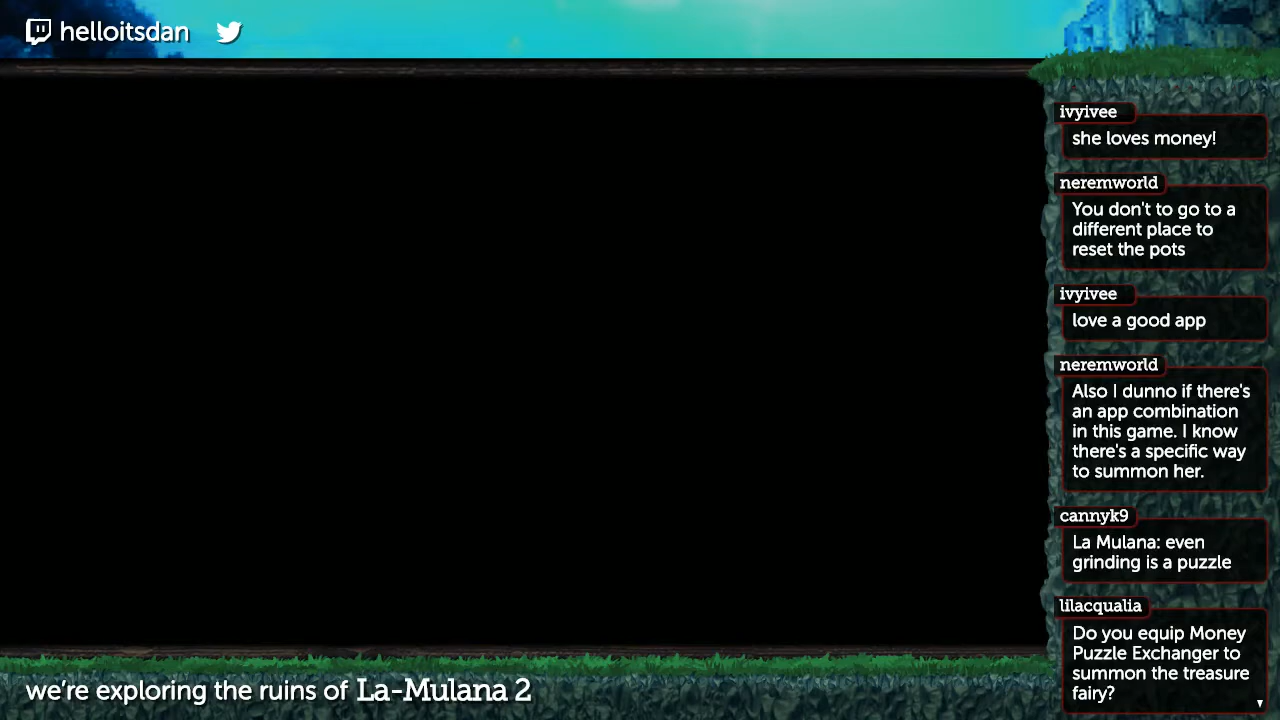 helloitsdan
ivyivee
she loves money!
neremworld
You don't to go to a
different place to
reset the pots
ivyivee
love a good app
neremworld
Also I dunno if there's
an app combination
in this game. I know
there's a specific way
to summon her.
cannyk9
La Mulana: even
grinding is a puzzle
lilacqualia
Do you equip Money
Puzzle Exchanger to
summon the treasure
fairy?
we're exploring the ruins of La-Mulana 2